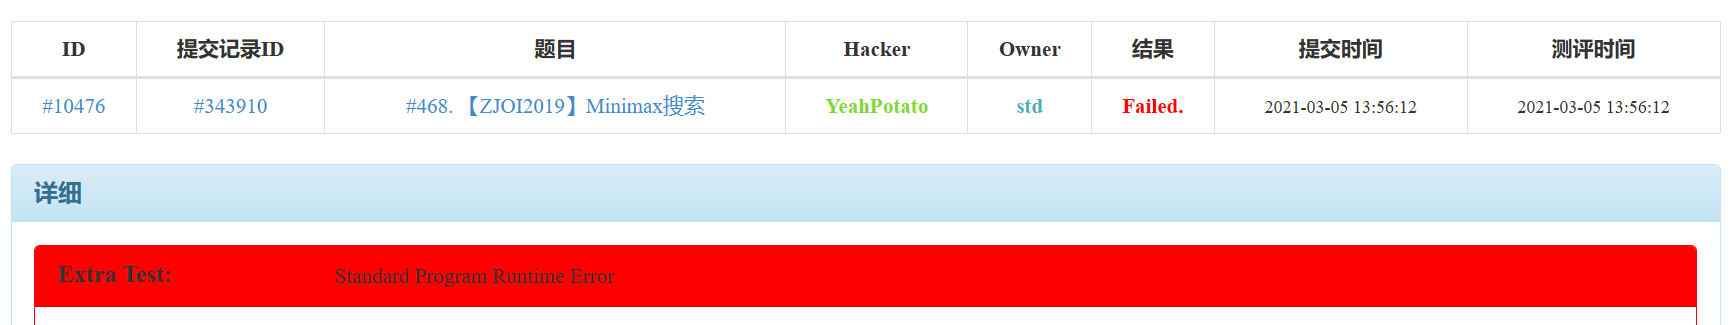 ID 提交记录ID 题目 Hacker Owner 结果 提交时间 测评时间
#10476 #343910 #468. 【ZJOI2019】Minimax搜索 YeahPotato std Failed. 2021-03-05 13:56:12 2021-03-05 13:56:12
详细
Extra Test: Standard Program Runtime Error